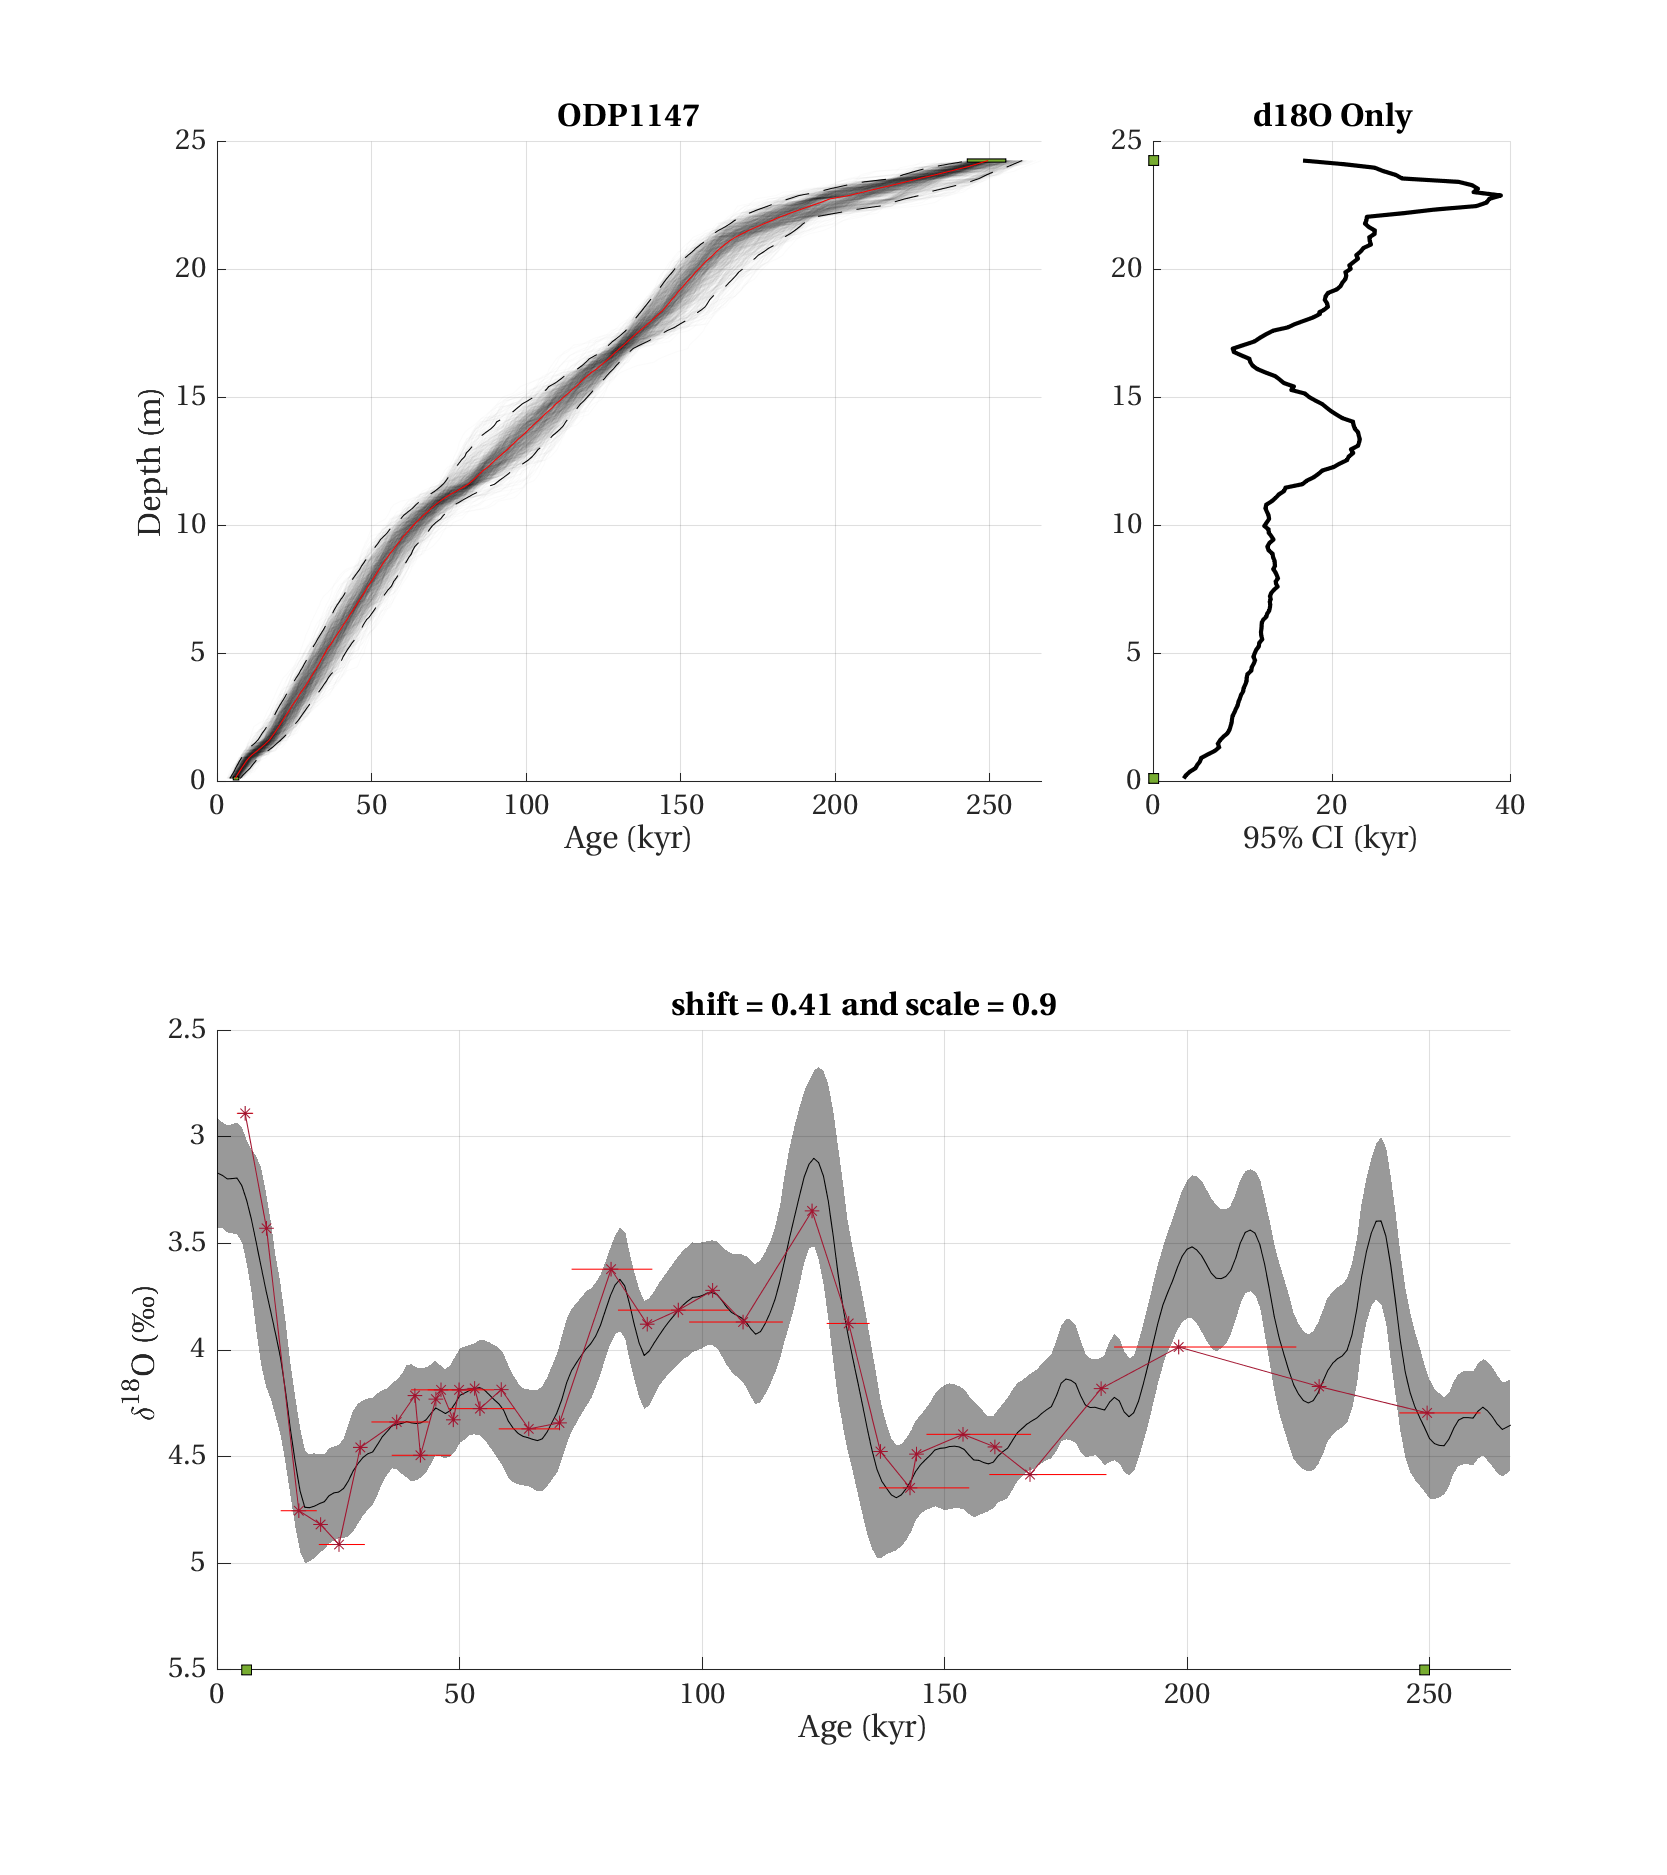 ODP1147
25
20
15
10
5
0
Depth (m)
0 50 100 150 200 250
Age (kyr)
d18O Only
25
20
15
10
5
0
0 20 40
95% CI (kyr)
shift = 0.41 and scale = 0.9
2.5
3
3.5
4
4.5
5
5.5
δ18O (‰)
0 50 100 150 200 250
Age (kyr)